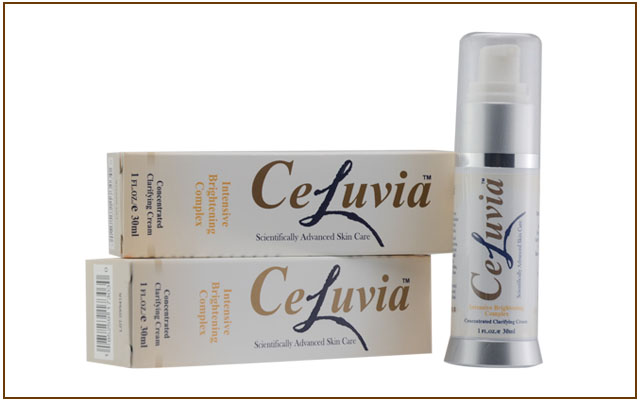 Intensive
Brightening
Complex
Concentrated
Clarifying Cream
1 FL.OZ.℮ 30ml
CeLuvia™
Scientifically Advanced Skin Care
Intensive
Brightening
Complex
Concentrated
Clarifying Cream
1 FL.OZ.℮ 30ml
CeLuvia™
Scientifically Advanced Skin Care
CeLuvia™
Scientifically Advanced Skin Care
Intensive Brightening
Complex
Concentrated Clarifying Cream
1 FL.OZ.℮ 30ml